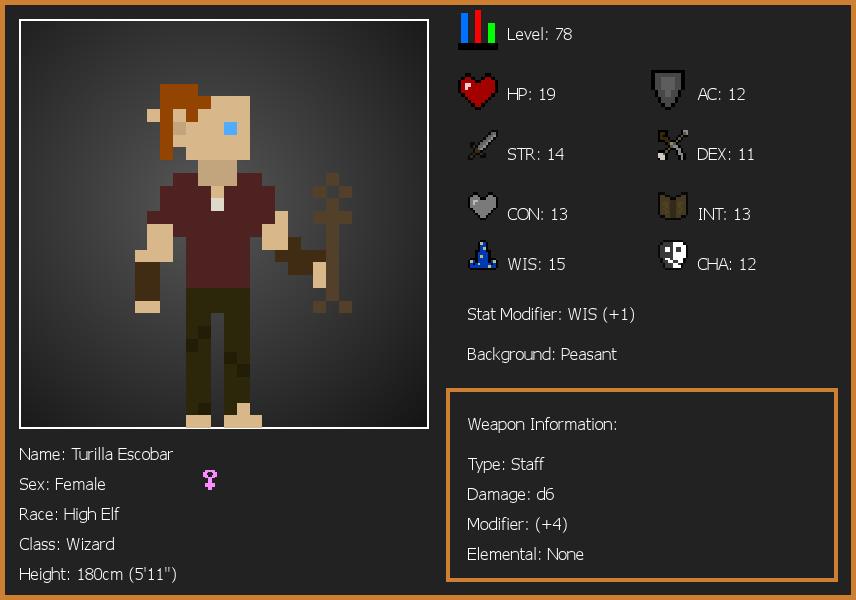 Level: 78
HP: 19
AC: 12
STR: 14
DEX: 11
CON: 13
INT: 13
WIS: 15
CHA: 12
Stat Modifier: WIS (+1)
Background: Peasant
Weapon Information:
Type: Staff
Damage: d6
Modifier: (+4)
Elemental: None
Name: Turilla Escobar
Sex: Female
Race: High Elf
Class: Wizard
Height: 180cm (5'11")